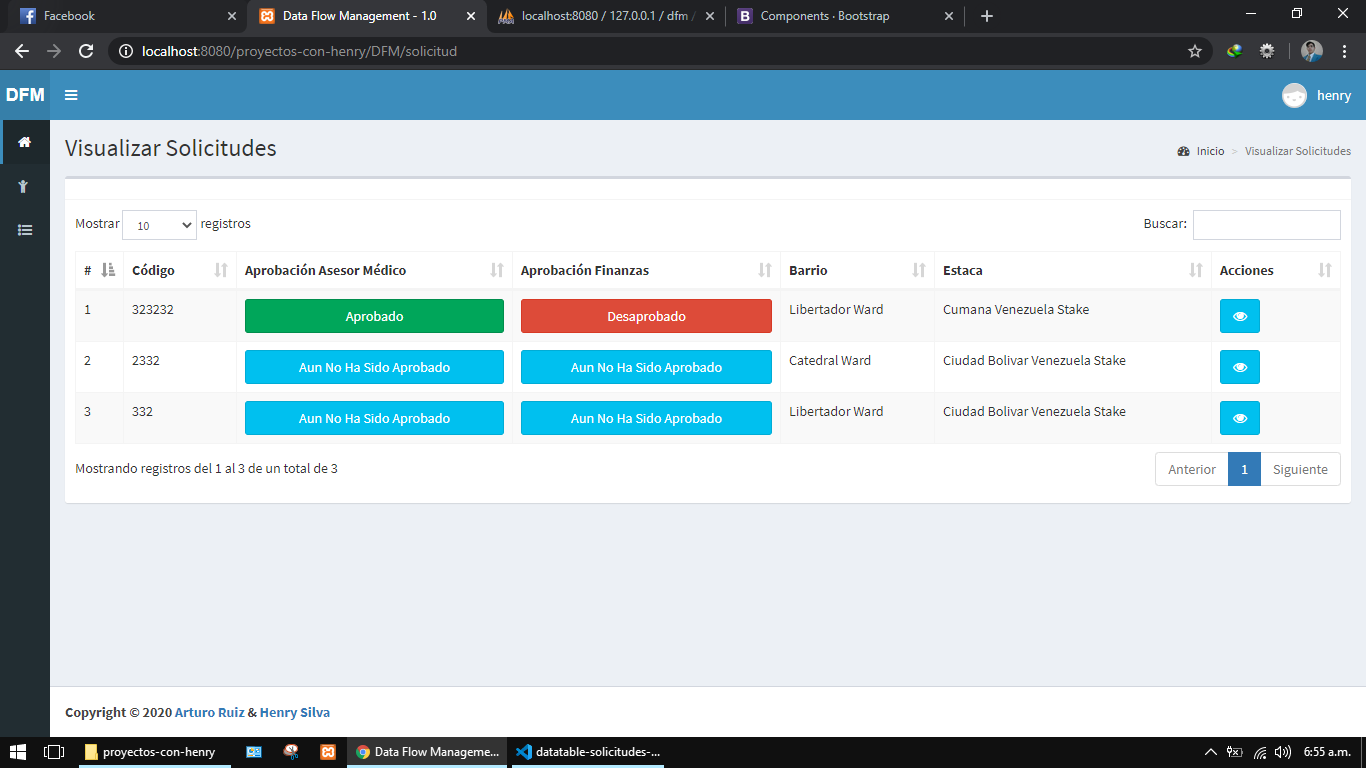 Facebook
Data Flow Management - 1.0
localhost:8080 / 127.0.0.1 / dfm /
Components · Bootstrap
localhost:8080/proyectos-con-henry/DFM/solicitud
DFM
henry
Visualizar Solicitudes
Inicio > Visualizar Solicitudes
Mostrar 10 registros
Buscar:
# Código Aprobación Asesor Médico Aprobación Finanzas Barrio Estaca Acciones
1 323232 Aprobado Desaprobado Libertador Ward Cumana Venezuela Stake
2 2332 Aun No Ha Sido Aprobado Aun No Ha Sido Aprobado Catedral Ward Ciudad Bolivar Venezuela Stake
3 332 Aun No Ha Sido Aprobado Aun No Ha Sido Aprobado Libertador Ward Ciudad Bolivar Venezuela Stake
Mostrando registros del 1 al 3 de un total de 3
Anterior 1 Siguiente
Copyright © 2020 Arturo Ruiz & Henry Silva
proyectos-con-henry
Data Flow Manageme...
datatable-solicitudes-...
6:55 a.m.